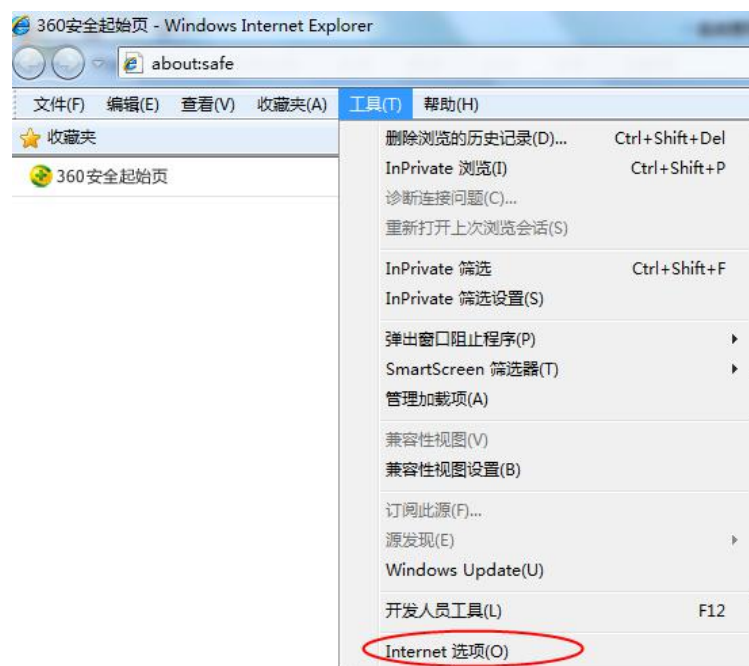 360安全起始页 - Windows Internet Explorer
about:safe
文件(F) 编辑(E) 查看(V) 收藏夹(A) 工具(T) 帮助(H)
收藏夹
360安全起始页
删除浏览的历史记录(D)... Ctrl+Shift+Del
InPrivate 浏览(I) Ctrl+Shift+P
诊断连接问题(C)...
重新打开上次浏览会话(S)
InPrivate 筛选 Ctrl+Shift+F
InPrivate 筛选设置(S)
弹出窗口阻止程序(P)
SmartScreen 筛选器(T)
管理加载项(A)
兼容性视图(V)
兼容性视图设置(B)
订阅此源(F)...
源发现(E)
Windows Update(U)
开发人员工具(L) F12
Internet 选项(O)